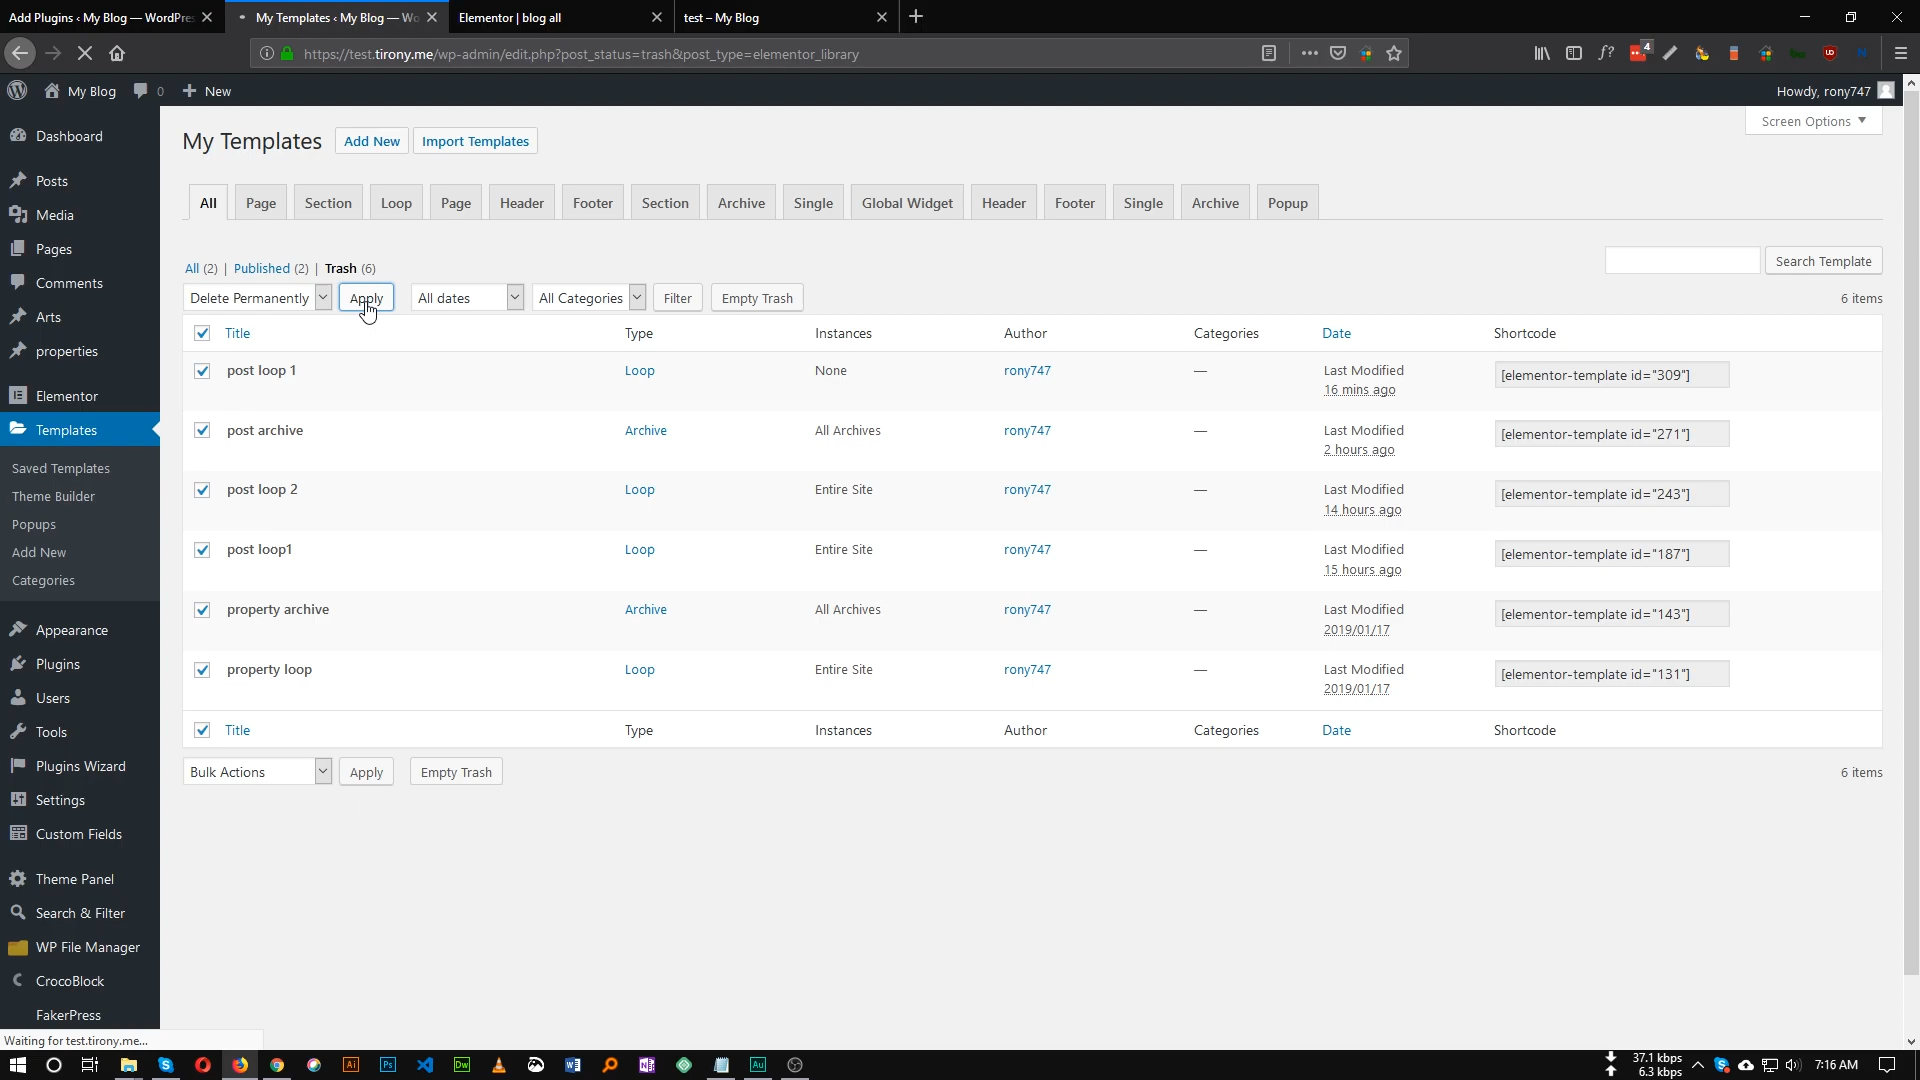 Add Plugins ‹ My Blog — WordPres
My Templates ‹ My Blog — Wo
Elementor | blog all
test – My Blog
https://test.tirony.me/wp-admin/edit.php?post_status=trash&post_type=elementor_library
4
My Blog
0
New
Howdy, rony747
Dashboard
Posts
Media
Pages
Comments
Arts
properties
Elementor
Templates
Saved Templates
Theme Builder
Popups
Add New
Categories
Appearance
Plugins
Users
Tools
Plugins Wizard
Settings
Custom Fields
Theme Panel
Search & Filter
WP File Manager
CrocoBlock
FakerPress
Screen Options
My Templates
Add New
Import Templates
All
Page
Section
Loop
Page
Header
Footer
Section
Archive
Single
Global Widget
Header
Footer
Single
Archive
Popup
All (2) | Published (2) | Trash (6)
Search Template
Delete Permanently
Apply
All dates
All Categories
Filter
Empty Trash
6 items
Title Type Instances Author Categories Date Shortcode
post loop 1 Loop None rony747 — Last Modified [elementor-template id="309"]
16 mins ago
post archive Archive All Archives rony747 — Last Modified [elementor-template id="271"]
2 hours ago
post loop 2 Loop Entire Site rony747 — Last Modified [elementor-template id="243"]
14 hours ago
post loop1 Loop Entire Site rony747 — Last Modified [elementor-template id="187"]
15 hours ago
property archive Archive All Archives rony747 — Last Modified [elementor-template id="143"]
2019/01/17
property loop Loop Entire Site rony747 — Last Modified [elementor-template id="131"]
2019/01/17
Title Type Instances Author Categories Date Shortcode
Bulk Actions
Apply
Empty Trash
6 items
Waiting for test.tirony.me...
37.1 kbps
6.3 kbps
7:16 AM